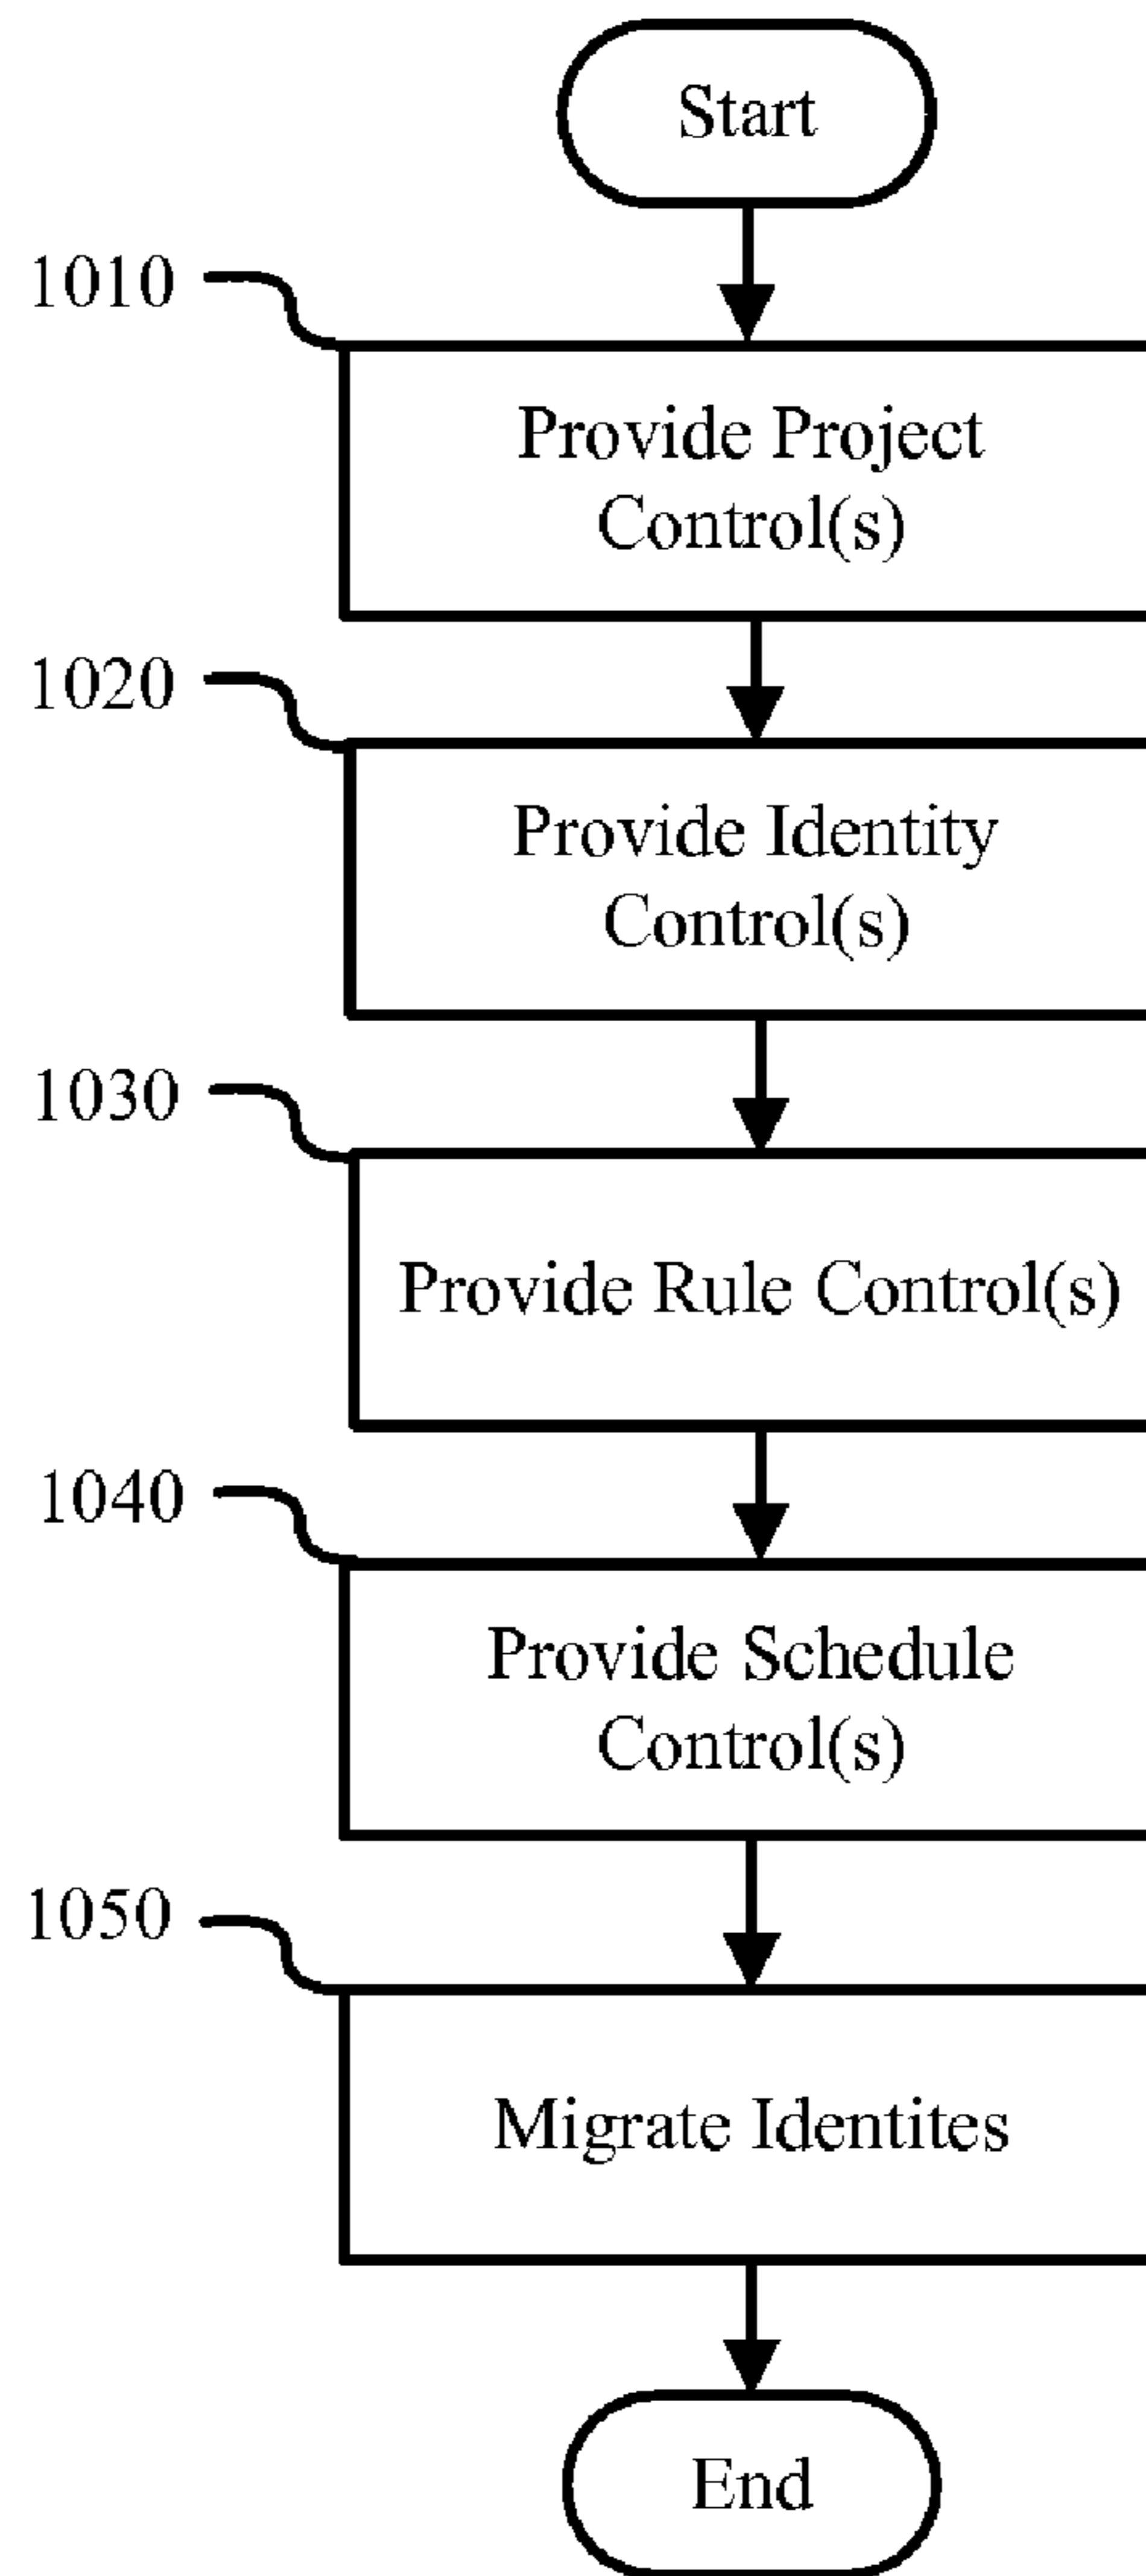 Start
1010
Provide Project
Control(s)
1020
Provide Identity
Control(s)
1030
Provide Rule Control(s)
1040
Provide Schedule
Control(s)
1050
Migrate Identites
End